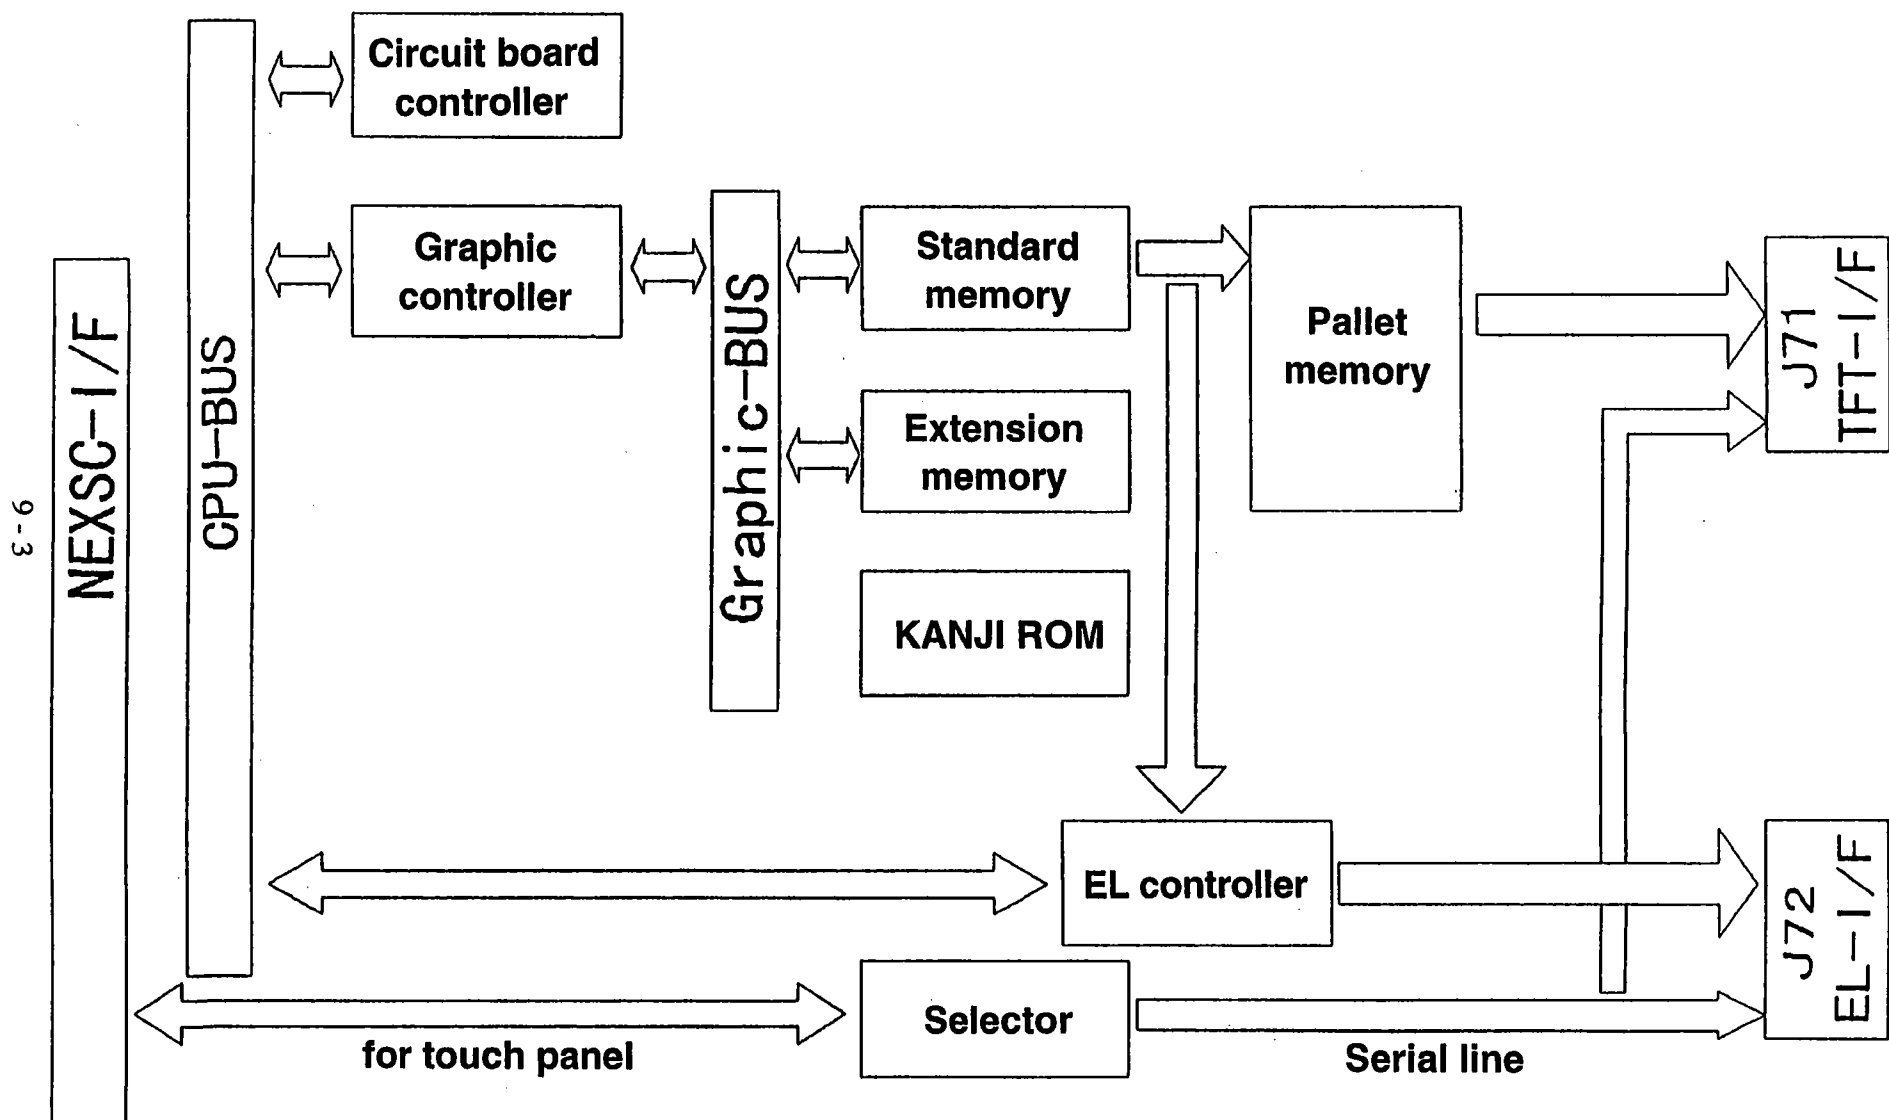 Circuit board
controller
Graphic
controller
Standard
memory
Pallet
memory
Extension
memory
KANJI ROM
EL controller
Selector
for touch panel
Serial line
NEXSC-I/F
CPU-BUS
Graphic-BUS
J71
TFT-I/F
J72
EL-I/F
9-3